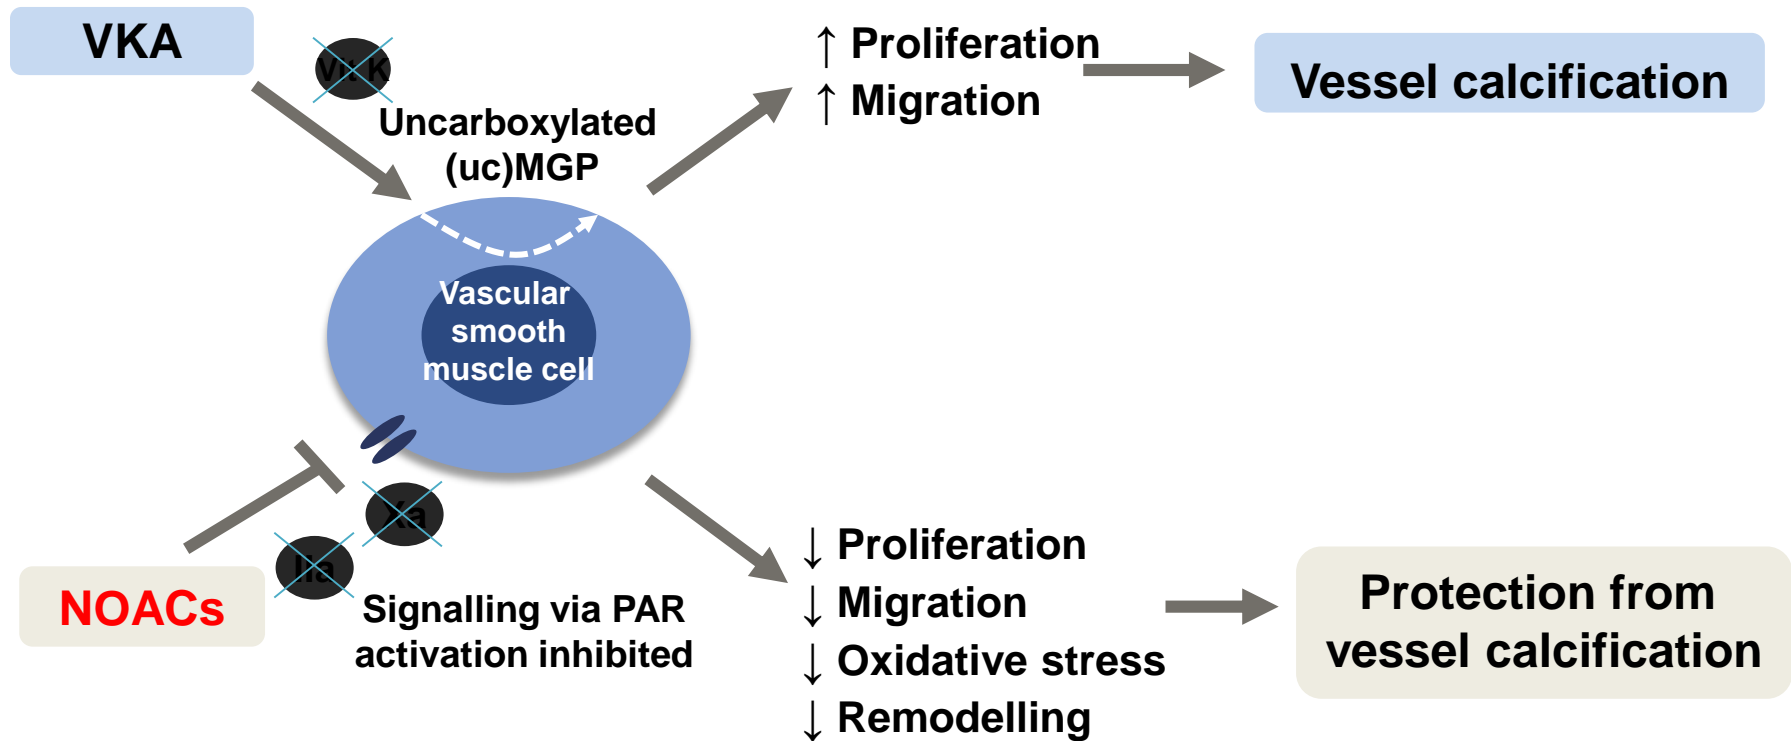 VKA
Vit K
Uncarboxylated
(uc)MGP
↑ Proliferation
↑ Migration
Vessel calcification
Vascular
smooth
muscle cell
Xa
IIa
NOACs
Signalling via PAR
activation inhibited
↓ Proliferation
↓ Migration
↓ Oxidative stress
↓ Remodelling
Protection from
vessel calcification